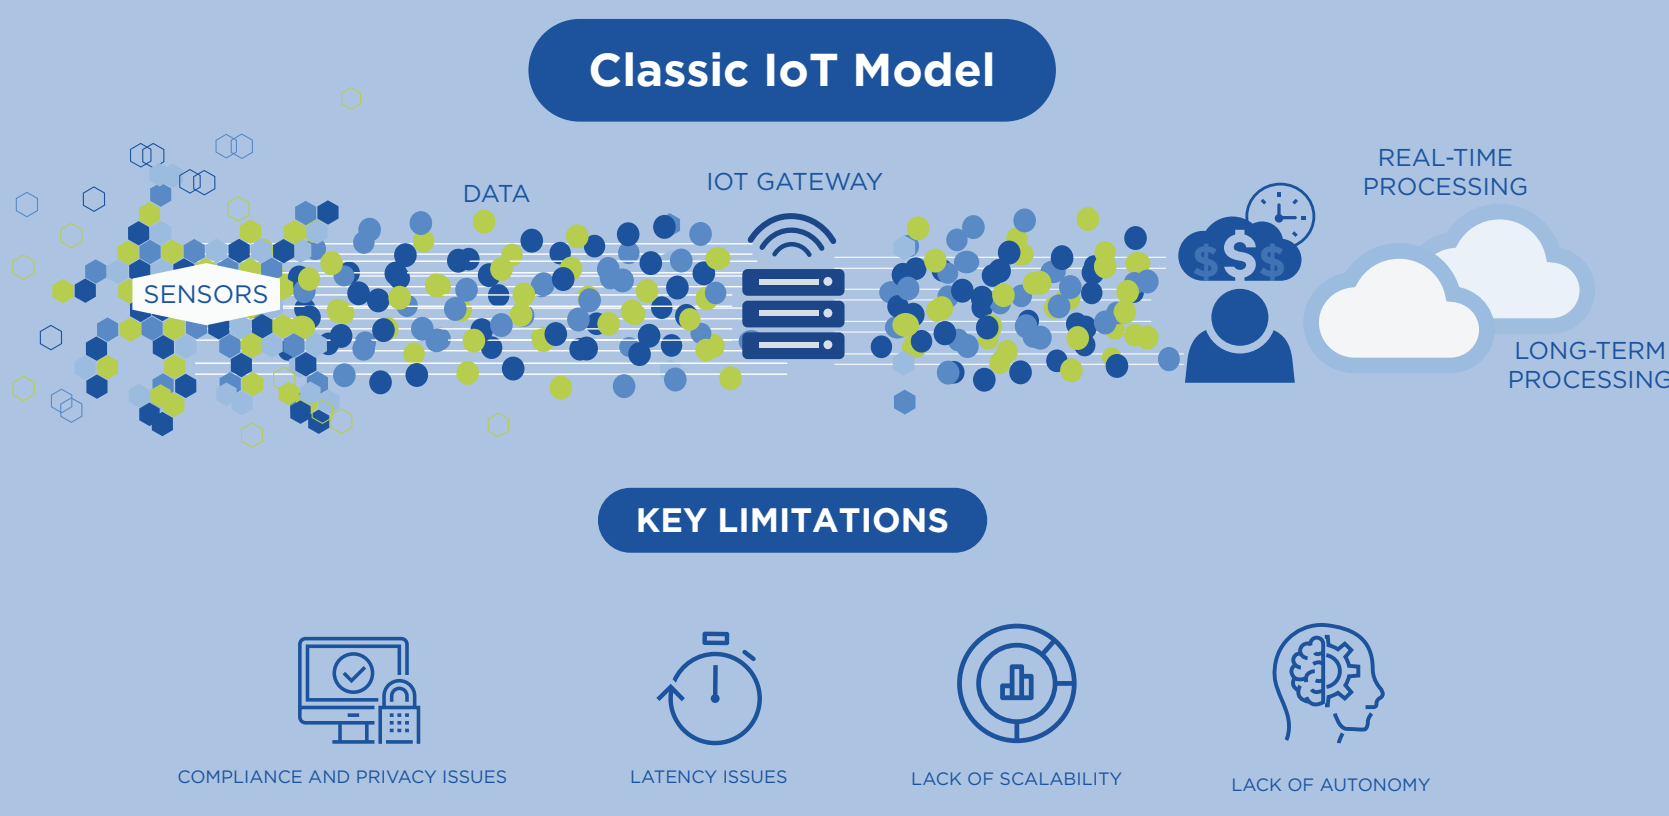 Classic IoT Model
DATA
IOT GATEWAY
REAL-TIME
PROCESSING
SENSORS
$ $ $
LONG-TERM
PROCESSING
KEY LIMITATIONS
COMPLIANCE AND PRIVACY ISSUES
LATENCY ISSUES
LACK OF SCALABILITY
LACK OF AUTONOMY